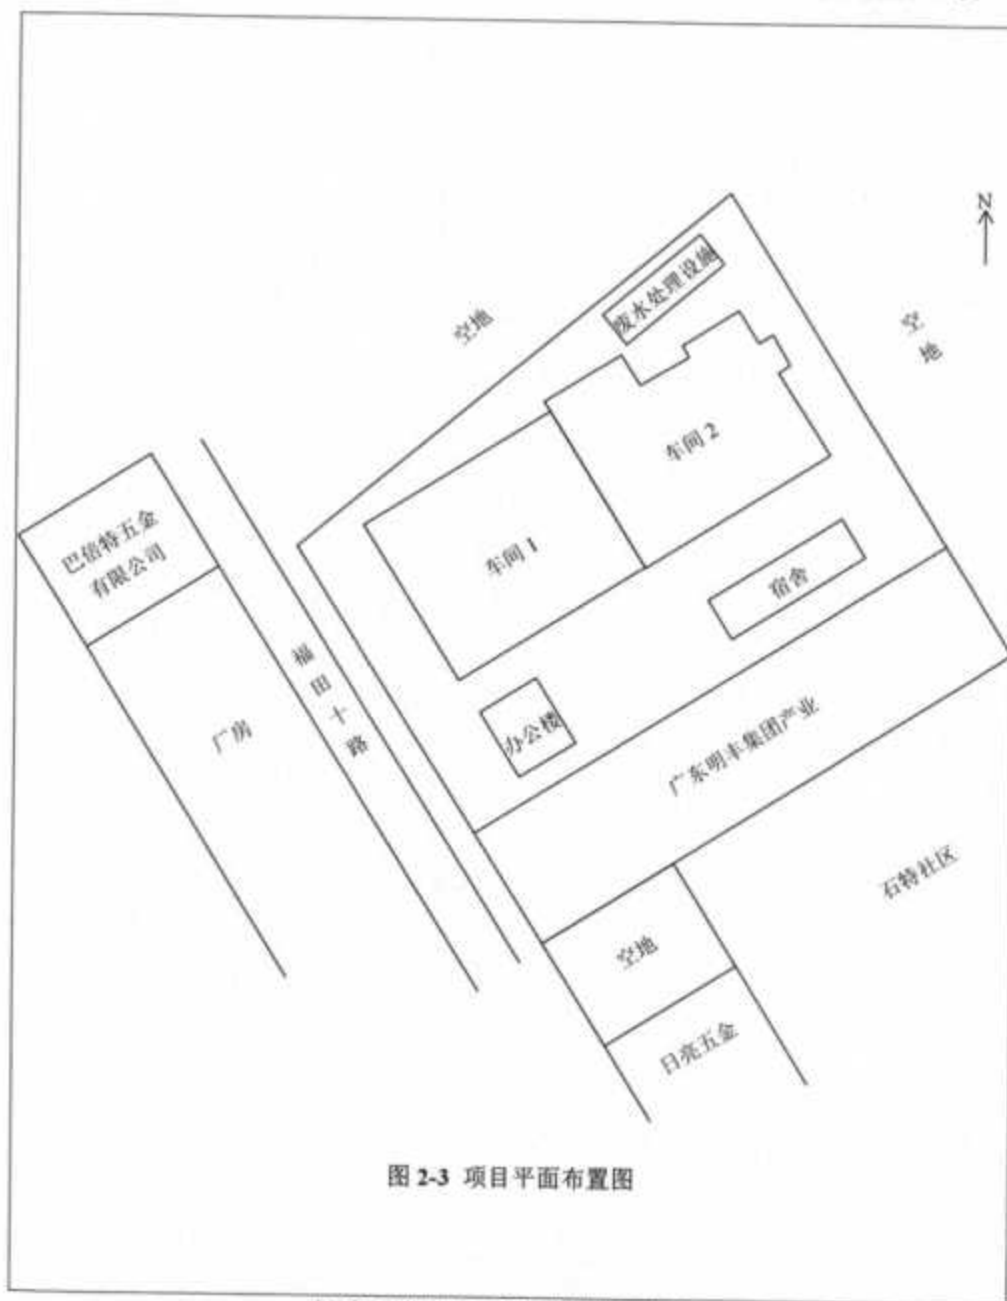 N
废水处理设施
空地
空地
车间 2
巴倍特五金
有限公司
车间 1
宿舍
福田十路
厂房
办公楼
广东明丰集团产业
石特社区
空地
日亮五金
图 2-3 项目平面布置图